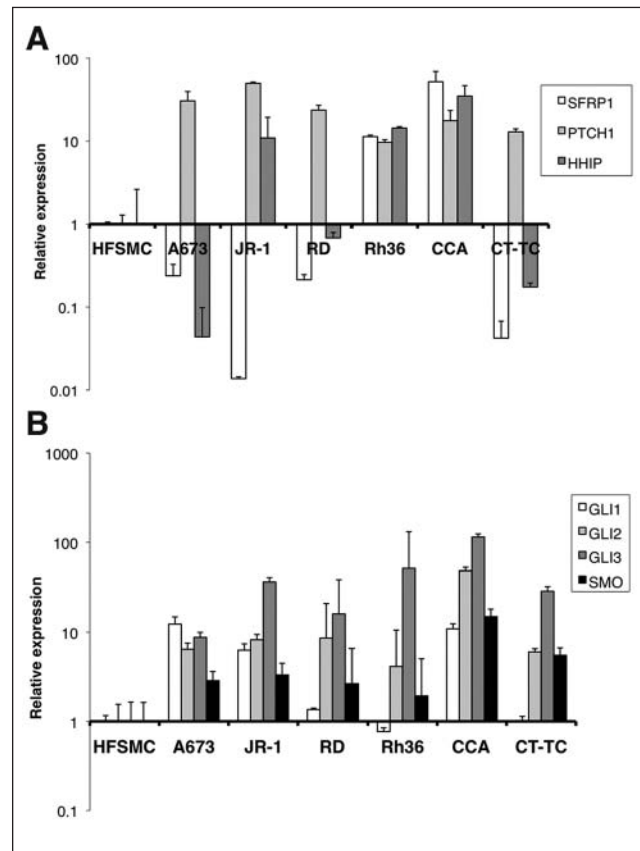 A
100
10
1
0.1
0.01
Relative expression
HFSMC A673 JR-1 RD Rh36 CCA CT-TC
SFRP1
PTCH1
HHIP
B
1000
100
10
1
0.1
Relative expression
HFSMC A673 JR-1 RD Rh36 CCA CT-TC
GLI1
GLI2
GLI3
SMO